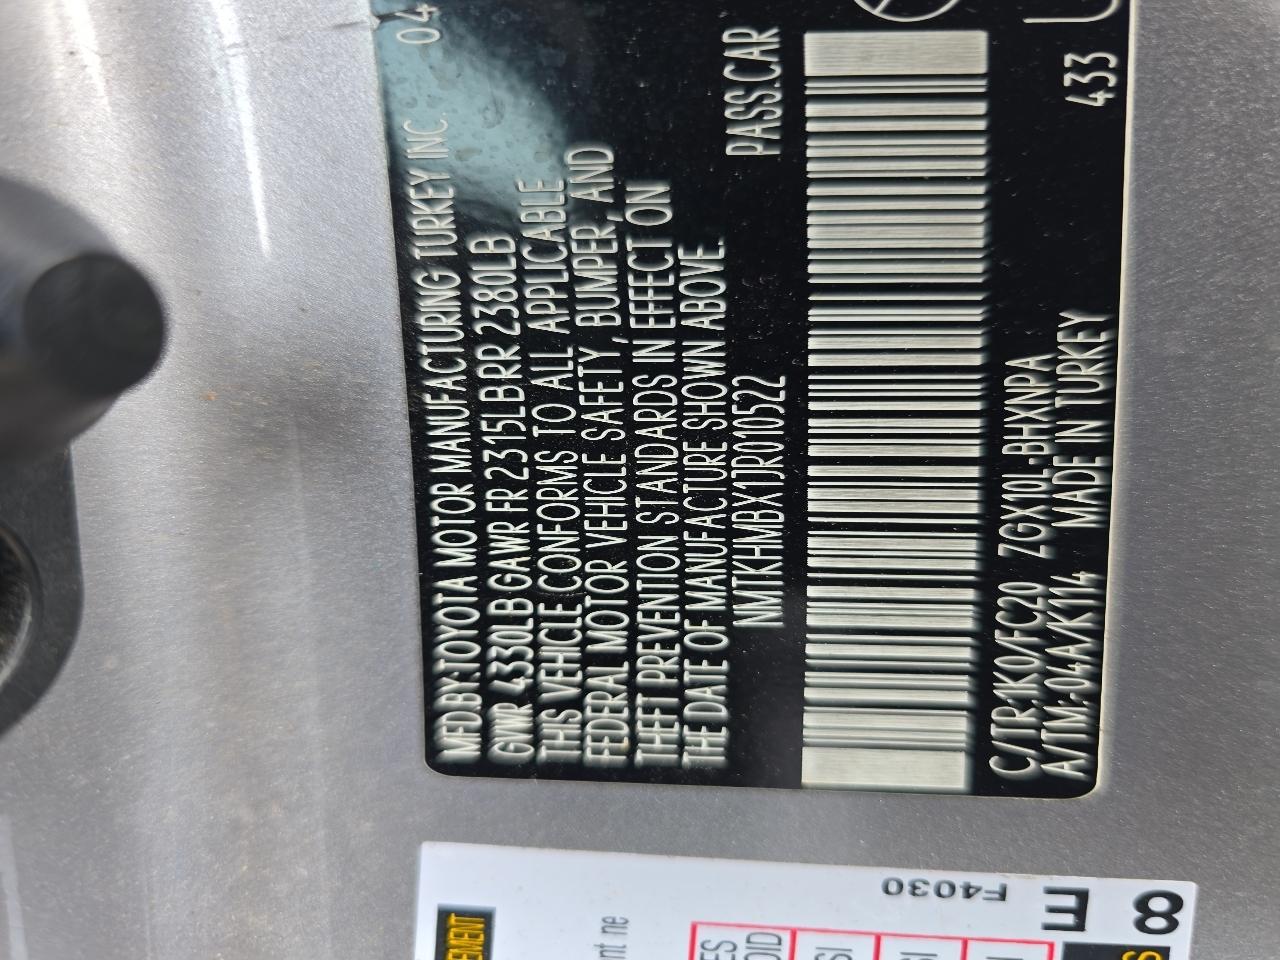 MFD.BY:TOYOTA MOTOR MANUFACTURING TURKEY INC. 04
GVWR 4330LB GAWR FR 2315LB RR 2380LB
THIS VEHICLE CONFORMS TO ALL APPLICABLE
FEDERAL MOTOR VEHICLE SAFETY, BUMPER, AND
THEFT PREVENTION STANDARDS IN EFFECT ON
THE DATE OF MANUFACTURE SHOWN ABOVE.
NMTKHMBX1JR010522 PASS.CAR
C/TR:1K0/FC20 ZGX10L-BHXNPA
A/TM:-04A/K114 MADE IN TURKEY 433
F4030